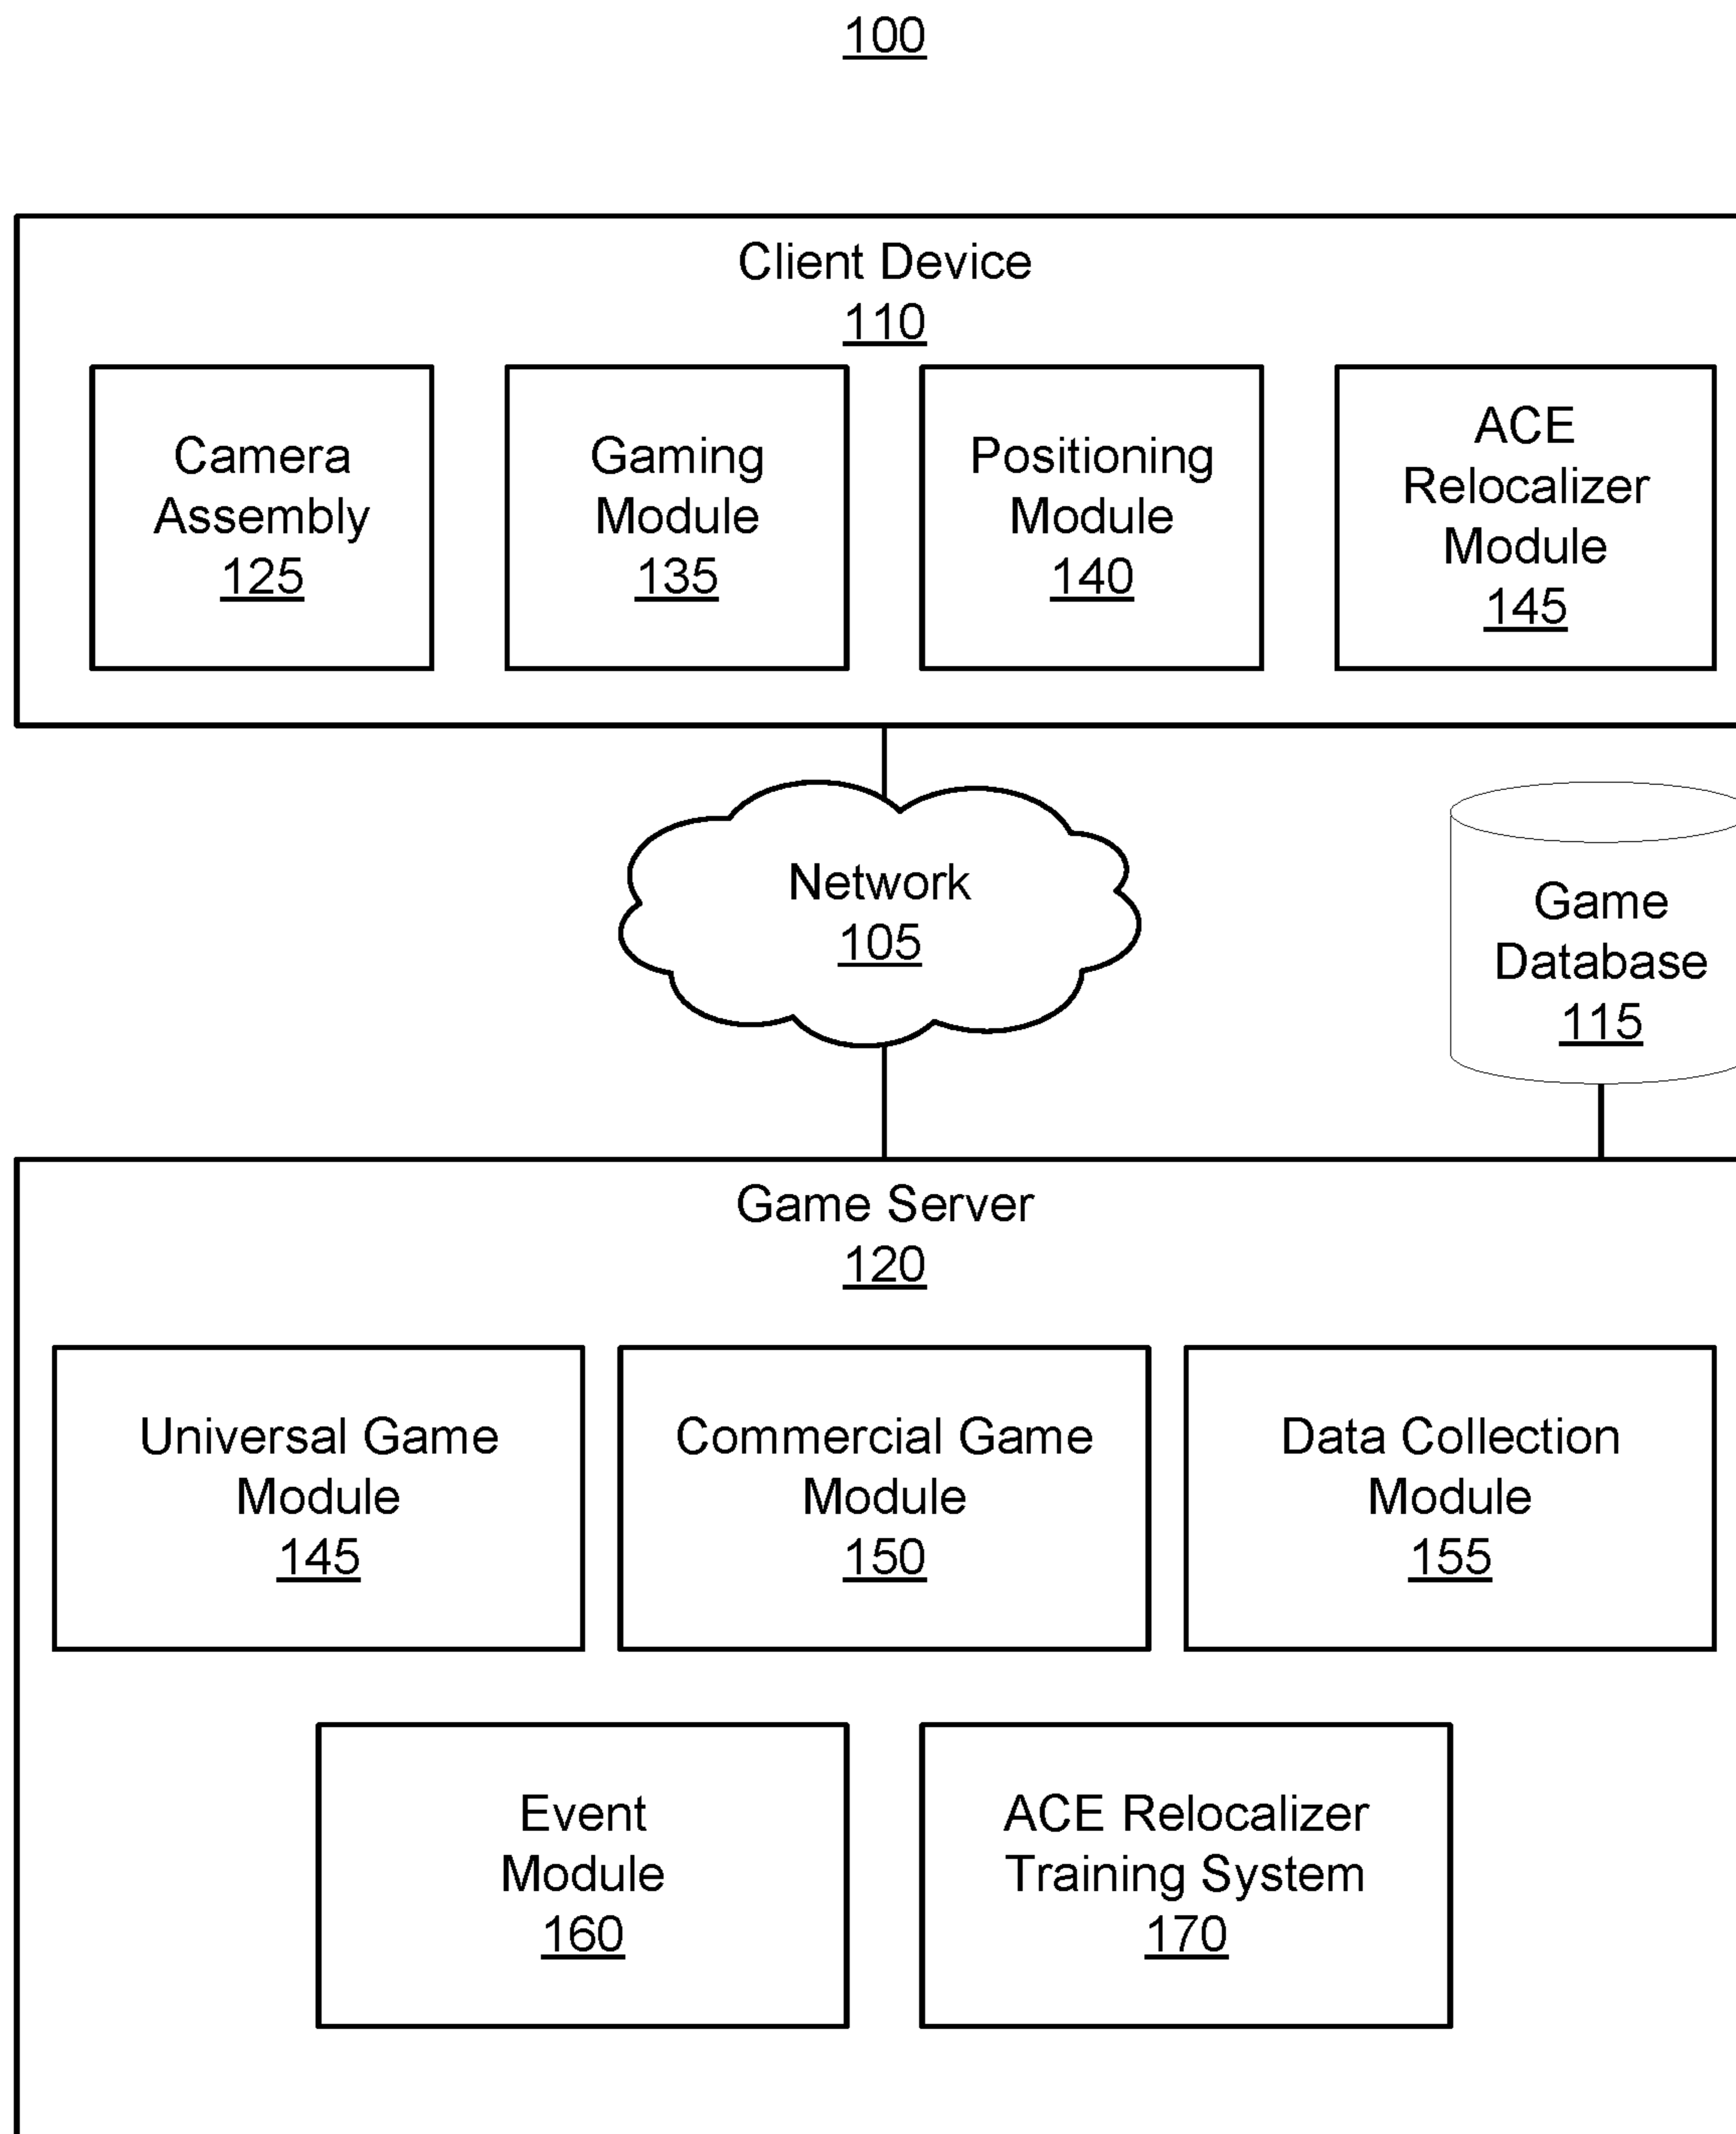 100
Client Device
110
Camera
Assembly
125
Gaming
Module
135
Positioning
Module
140
ACE
Relocalizer
Module
145
Network
105
Game
Database
115
Game Server
120
Universal Game
Module
145
Commercial Game
Module
150
Data Collection
Module
155
Event
Module
160
ACE Relocalizer
Training System
170